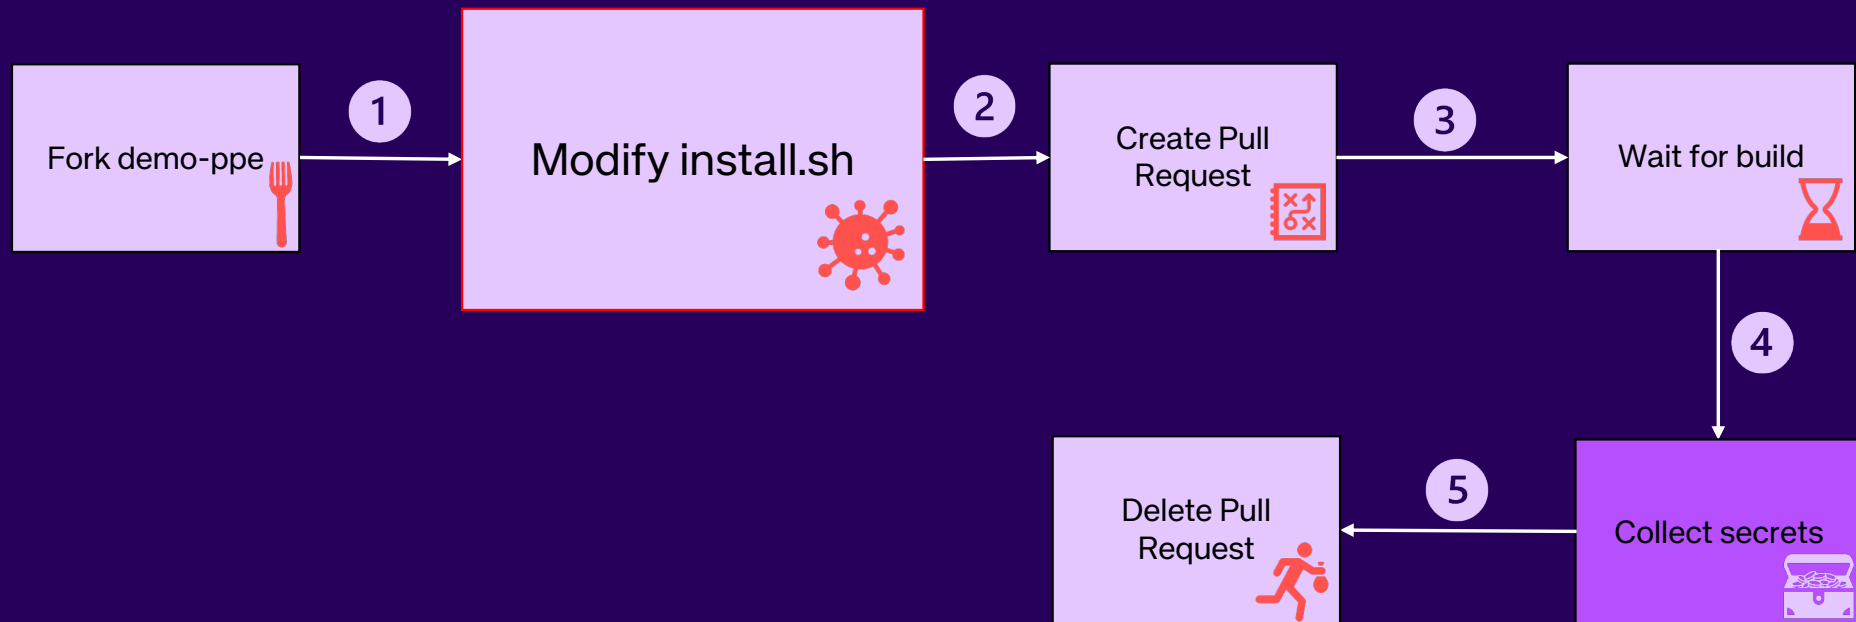 Fork demo-ppe
1
Modify install.sh
2
Create Pull
Request
3
Wait for build
4
Collect secrets
5
Delete Pull
Request